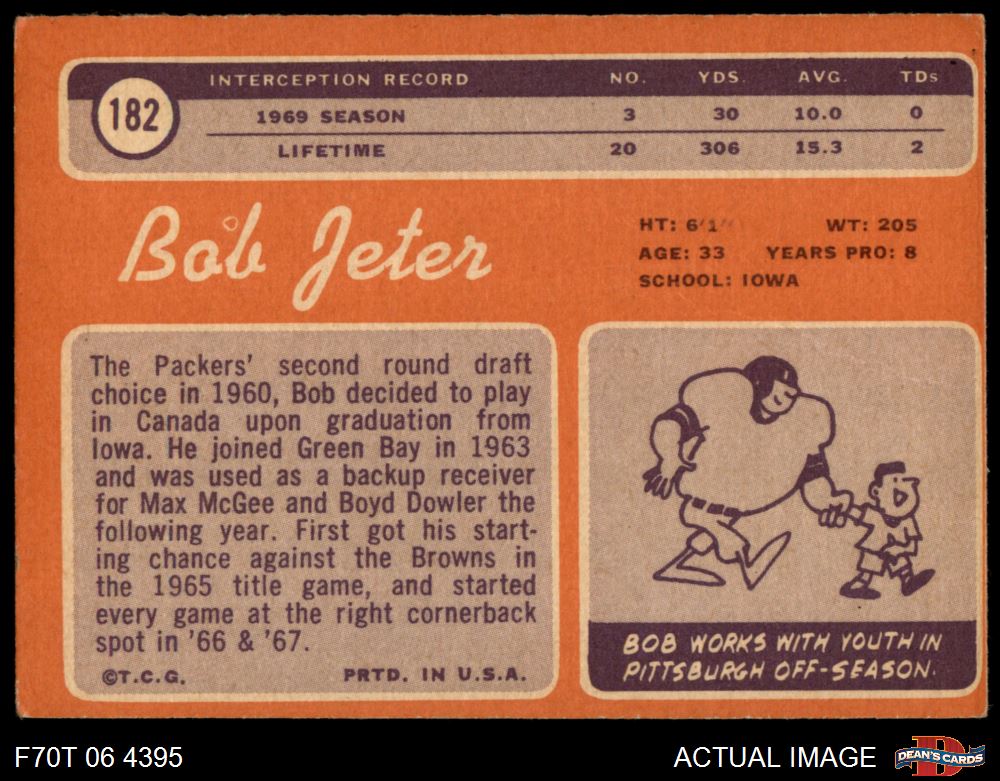 182
INTERCEPTION RECORD NO. YDS. AVG. TDs
1969 SEASON 3 30 10.0 0
LIFETIME 20 306 15.3 2
Bob Jeter
HT: 6'1" WT: 205
AGE: 33 YEARS PRO: 8
SCHOOL: IOWA
The Packers' second round draft
choice in 1960, Bob decided to play
in Canada upon graduation from
Iowa. He joined Green Bay in 1963
and was used as a backup receiver
for Max McGee and Boyd Dowler the
following year. First got his start-
ing chance against the Browns in
the 1965 title game, and started
every game at the right cornerback
spot in '66 & '67.
©T.C.G. PRTD. IN U.S.A.
BOB WORKS WITH YOUTH IN
PITTSBURGH OFF-SEASON.
F70T 06 4395
ACTUAL IMAGE
D
DEAN'S CARDS